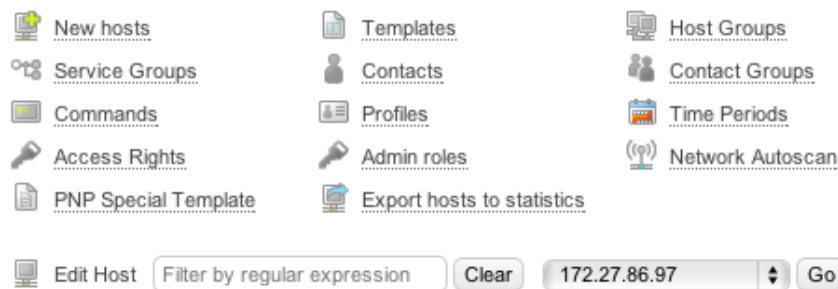 New hosts Templates Host Groups
Service Groups Contacts Contact Groups
Commands Profiles Time Periods
Access Rights Admin roles Network Autoscan
PNP Special Template Export hosts to statistics
Edit Host Filter by regular expression Clear 172.27.86.97 Go